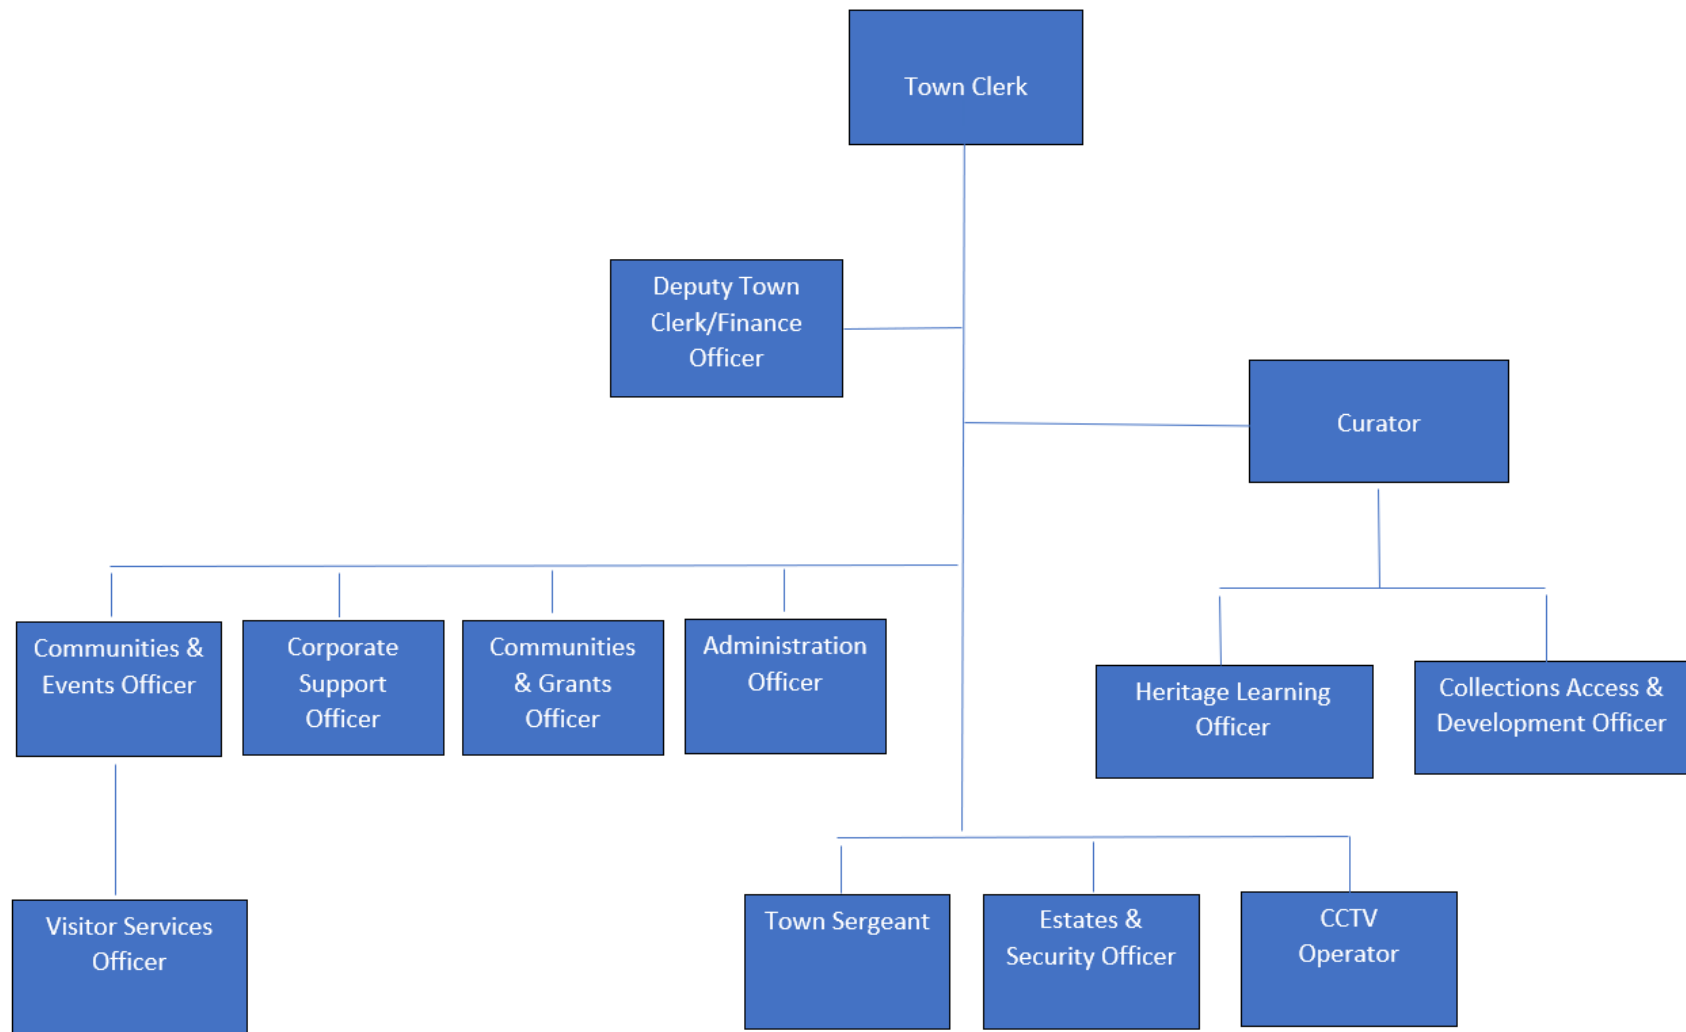 Town Clerk
Deputy Town
Clerk/Finance
Officer
Curator
Communities &
Events Officer
Corporate
Support
Officer
Communities
& Grants
Officer
Administration
Officer
Heritage Learning
Officer
Collections Access &
Development Officer
Visitor Services
Officer
Town Sergeant
Estates &
Security Officer
CCTV
Operator